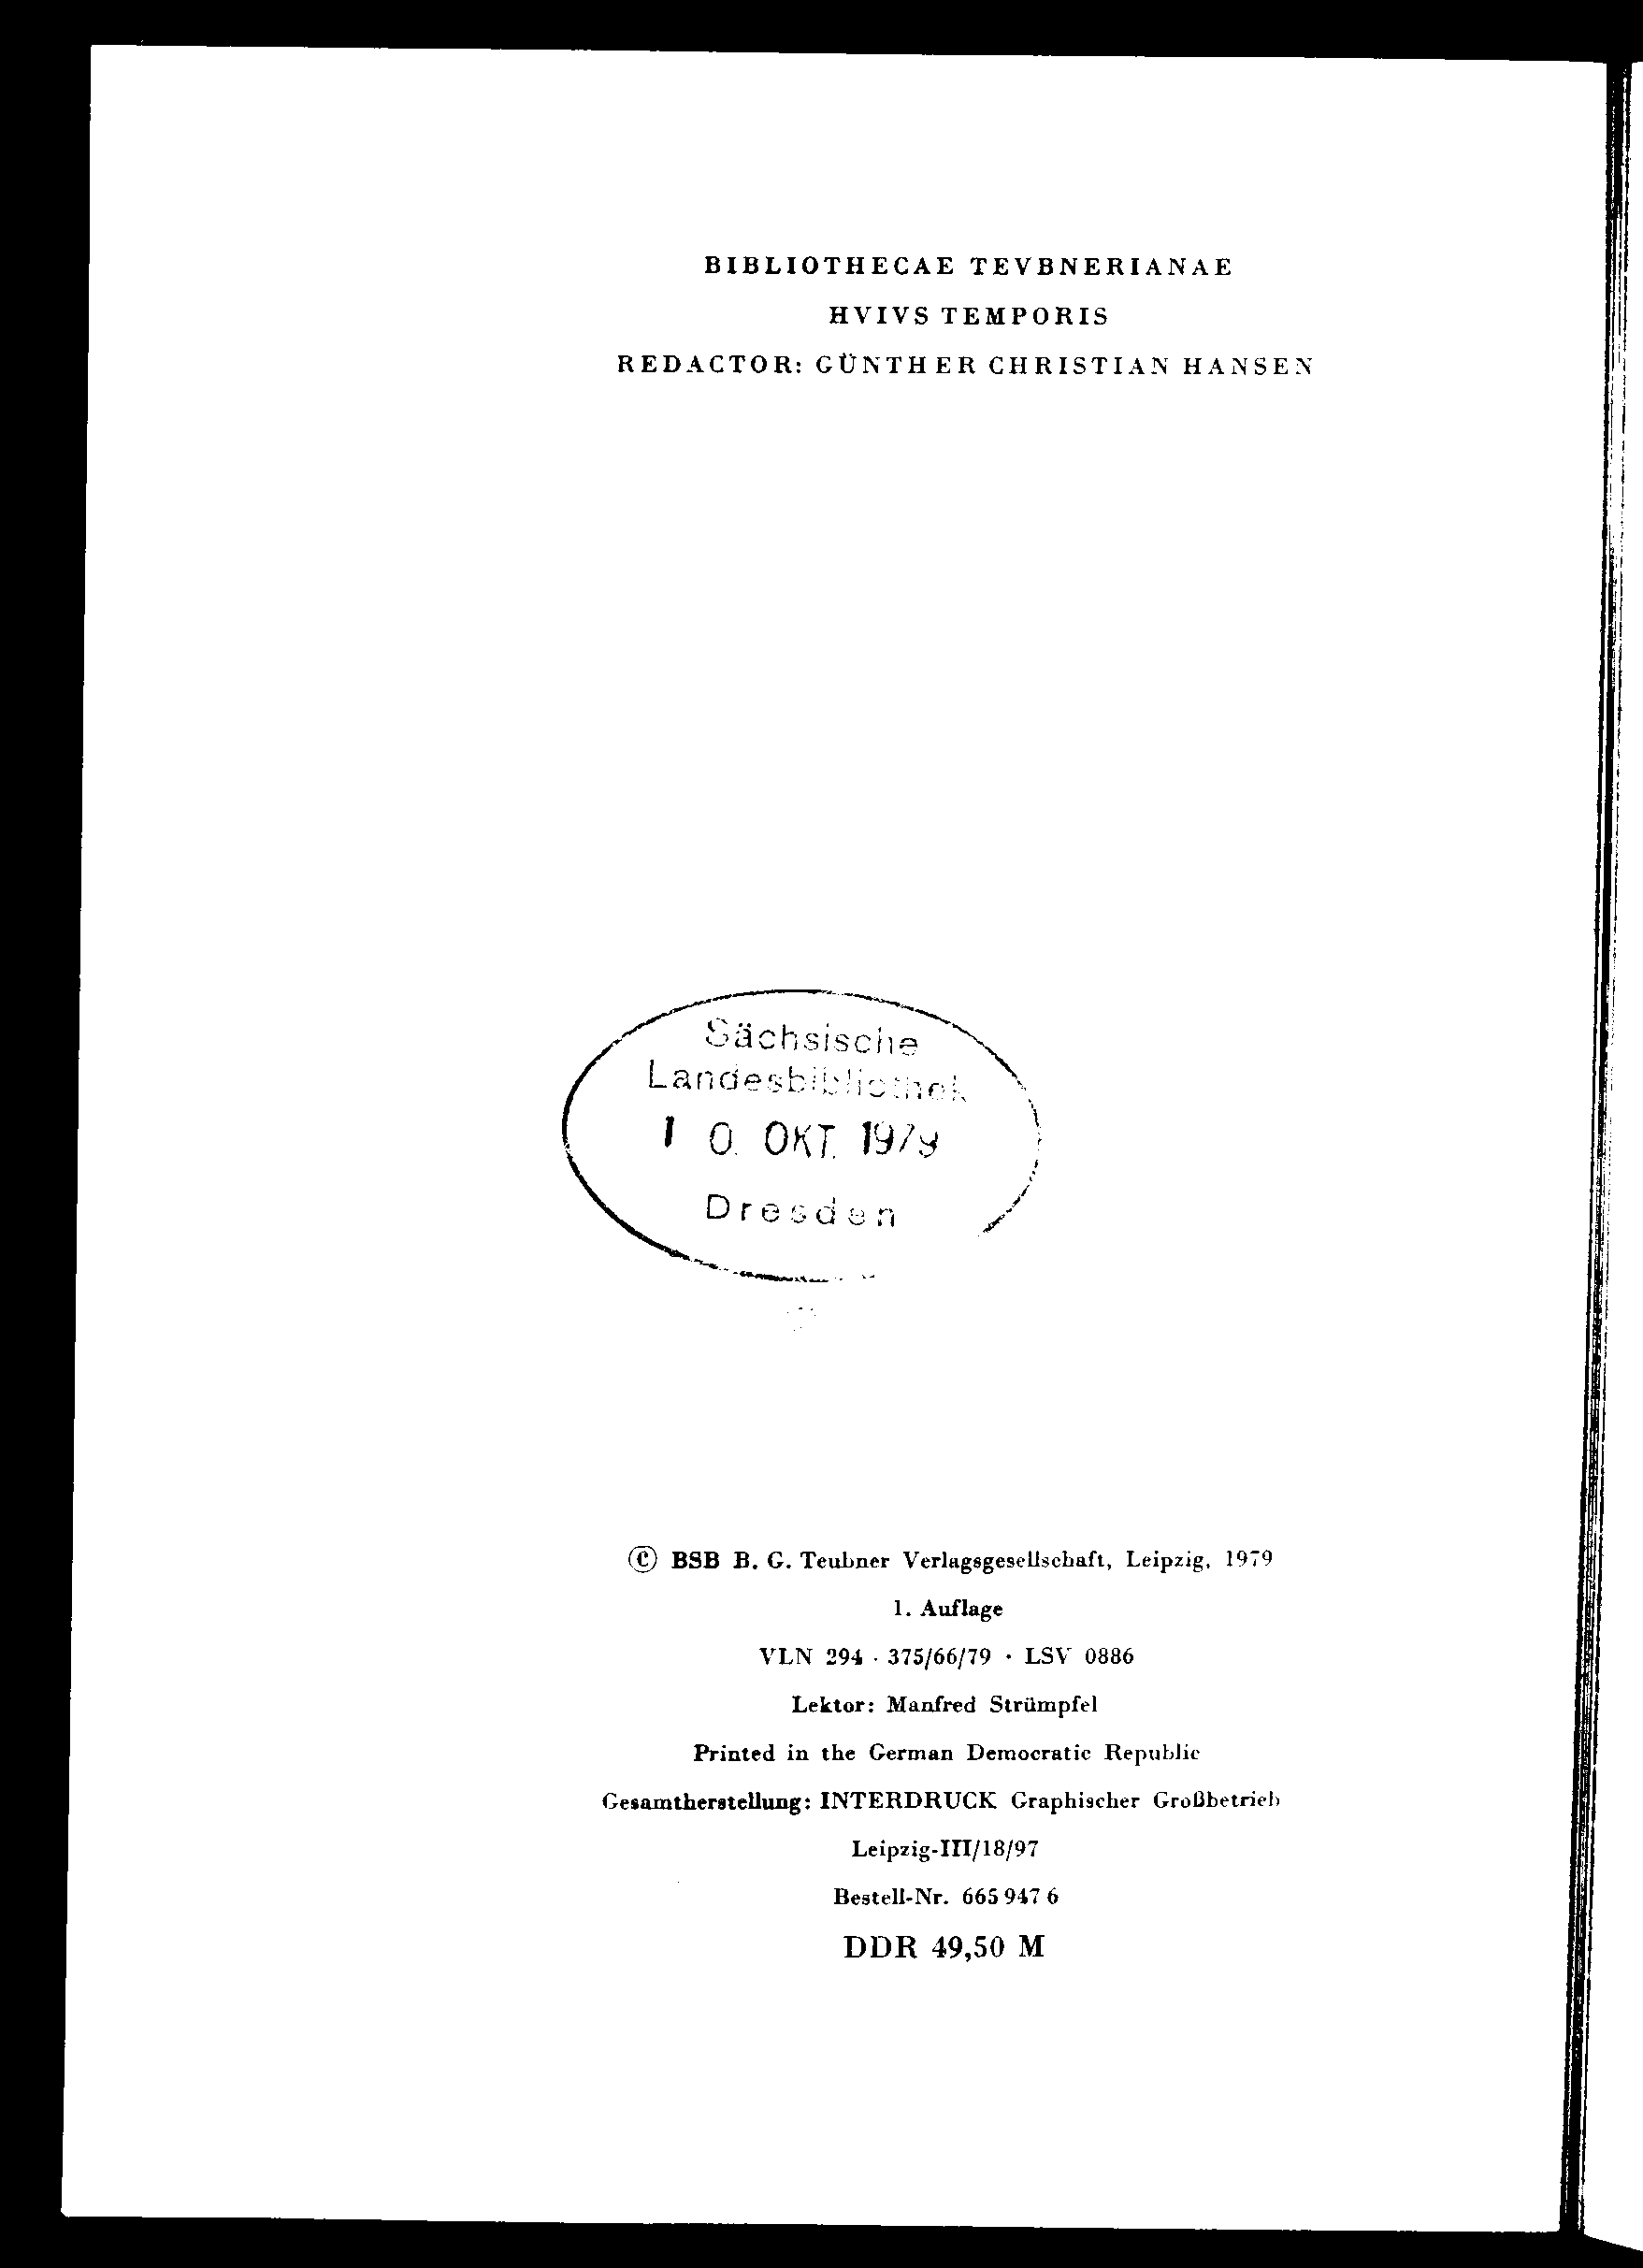 BIBLIOTHECAE TEVBNERIANAE
HVIVS TEMPORIS
REDACTOR: GÜNTHER CHRISTIAN HANSEN
Sächsische
Landesbibliothek
1 0. OKT. 1979
Dresden
© BSB B. G. Teubner Verlagsgesellschaft, Leipzig, 1979
1. Auflage
VLN 294 · 375/66/79 · LSV 0886
Lektor: Manfred Strümpfel
Printed in the German Democratic Republic
Gesamtherstellung: INTERDRUCK Graphischer Großbetrieb
Leipzig-III/18/97
Bestell-Nr. 665 947 6
DDR 49,50 M